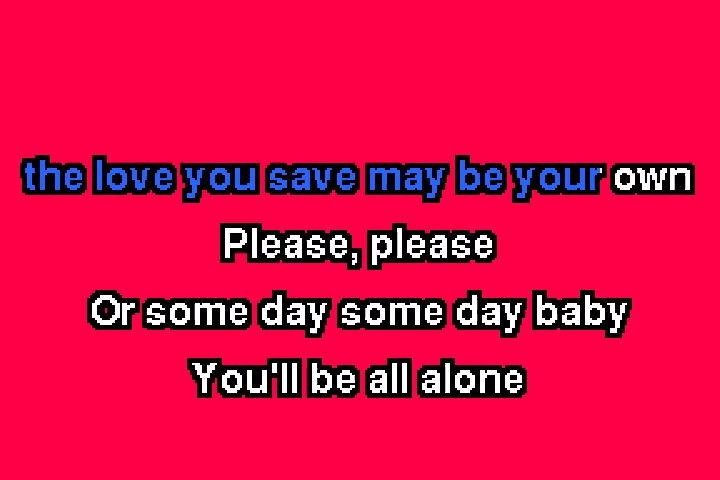 the love you save may be your own
Please, please
Or some day some day baby
You'll be all alone